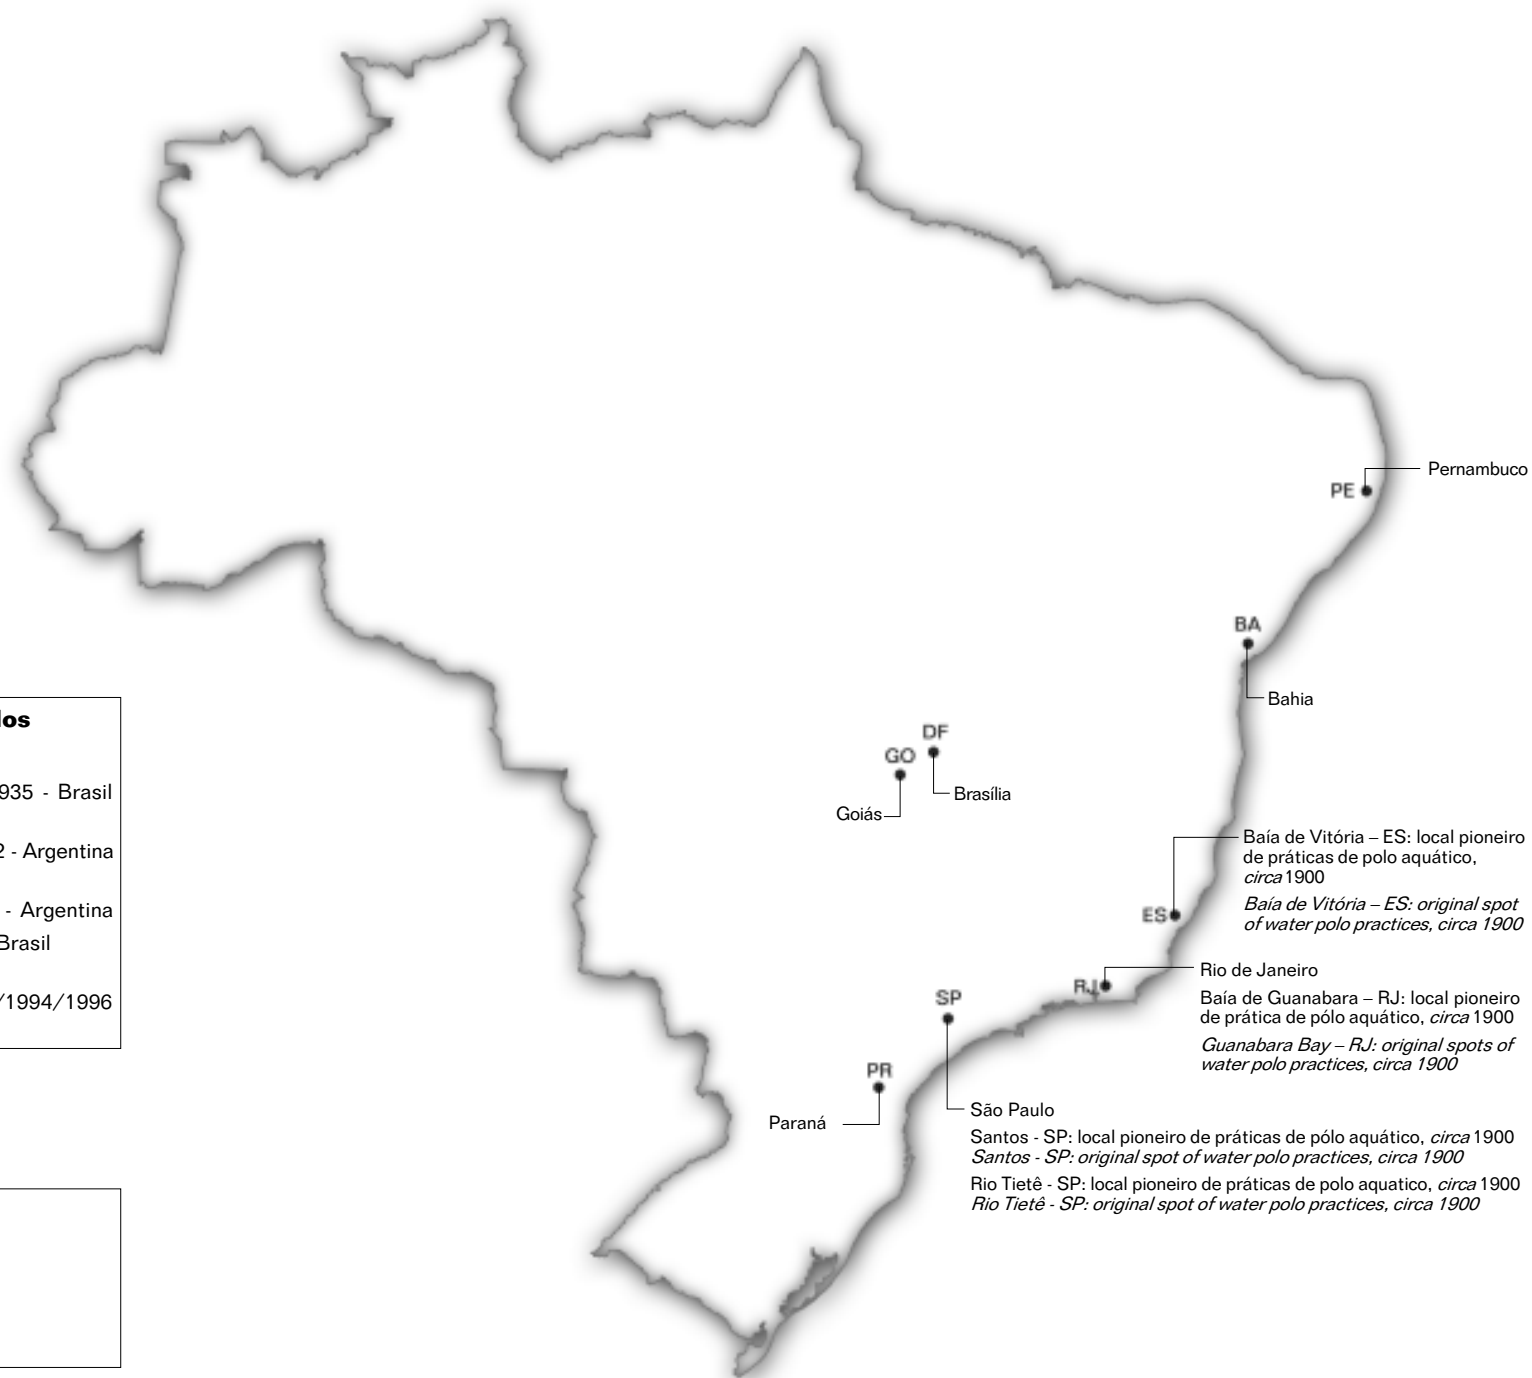 PE
Pernambuco
BA
Bahia
DF
Brasília
GO
Goiás
Baía de Vitória – ES: local pioneiro
de práticas de polo aquático,
circa 1900
Baía de Vitória – ES: original spot
of water polo practices, circa 1900
ES
RJ
Rio de Janeiro
Baía de Guanabara – RJ: local pioneiro
de prática de pólo aquático, circa 1900
Guanabara Bay – RJ: original spots of
water polo practices, circa 1900
SP
São Paulo
Santos - SP: local pioneiro de práticas de pólo aquático, circa 1900
Santos - SP: original spot of water polo practices, circa 1900
Rio Tietê - SP: local pioneiro de práticas de polo aquatico, circa 1900
Rio Tietê - SP: original spot of water polo practices, circa 1900
PR
Paraná
935 - Brasil
2 - Argentina
- Argentina
Brasil
/1994/1996